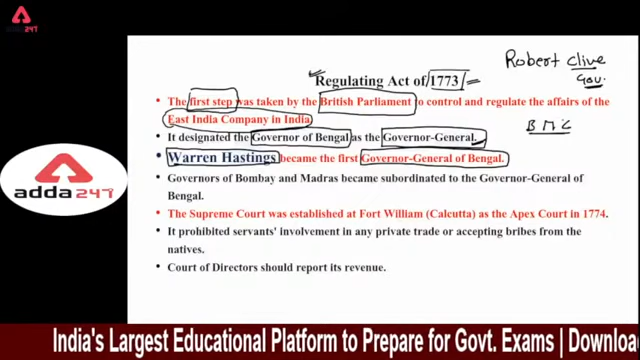 adda 247
Robert Clive
Gov.
Regulating Act of 1773
• The first step was taken by the British Parliament to control and regulate the affairs of the
East India Company in India.
B M C
• It designated the Governor of Bengal as the Governor-General.
• Warren Hastings became the first Governor-General of Bengal.
• Governors of Bombay and Madras became subordinated to the Governor-General of
Bengal.
• The Supreme Court was established at Fort William (Calcutta) as the Apex Court in 1774.
• It prohibited servants' involvement in any private trade or accepting bribes from the
natives.
• Court of Directors should report its revenue.
adda247
India's Largest Educational Platform to Prepare for Govt. Exams | Downloa